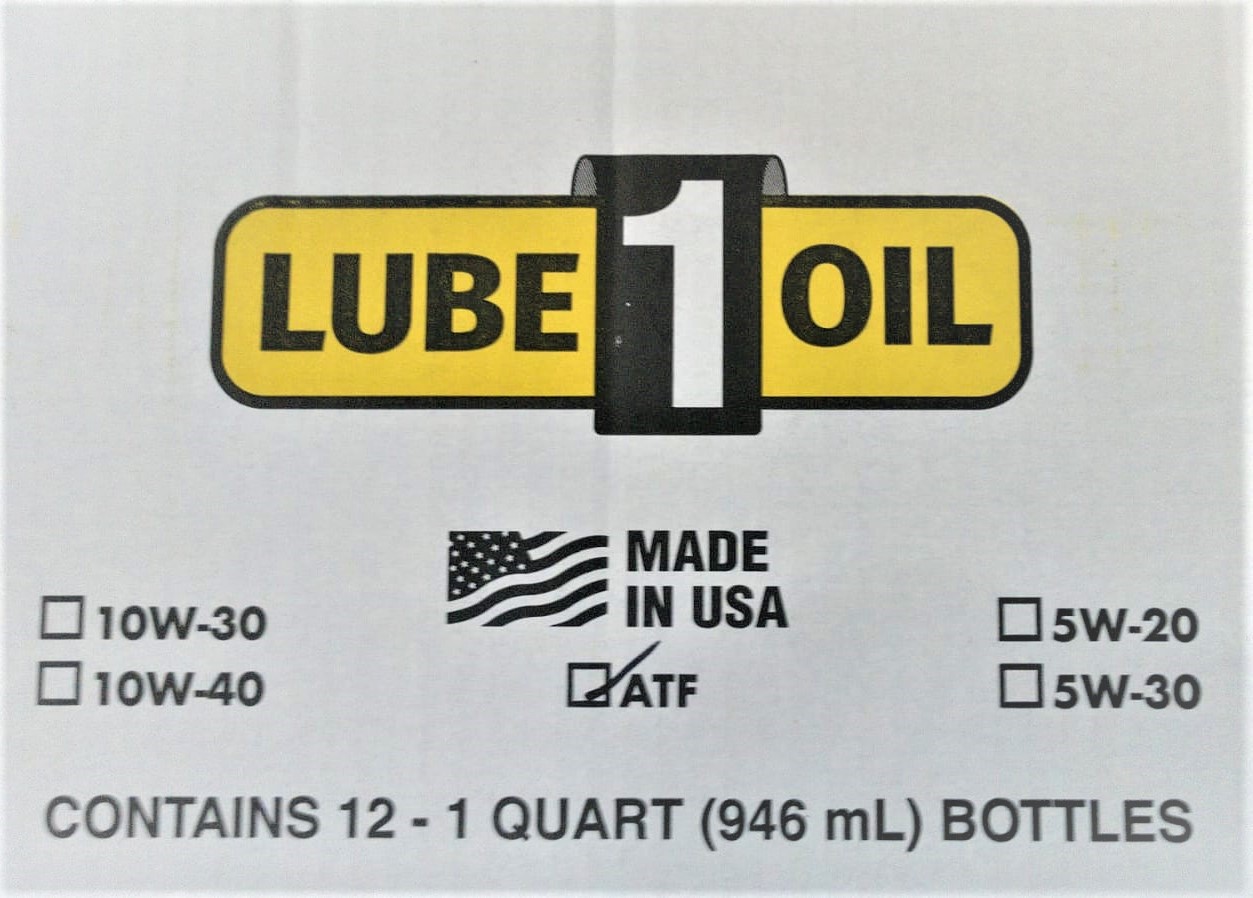 LUBE 1 OIL
MADE
IN USA
10W-30
5W-20
10W-40
ATF
5W-30
CONTAINS 12 - 1 QUART (946 mL) BOTTLES